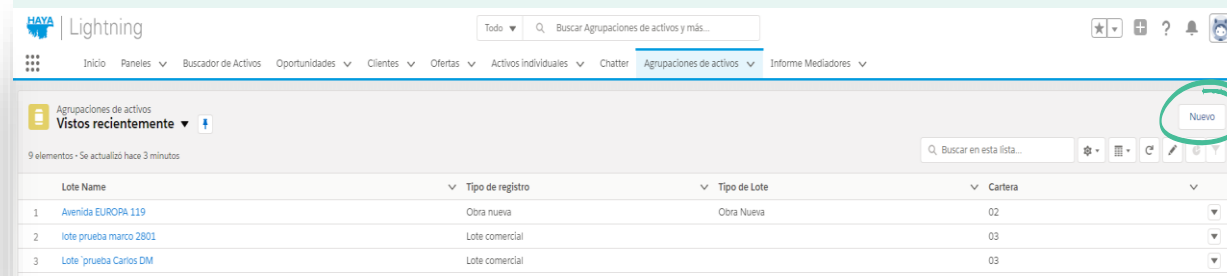 HAYA Lightning
Todo Buscar Agrupaciones de activos y más...
Inicio Paneles Buscador de Activos Oportunidades Clientes Ofertas Activos individuales Chatter Agrupaciones de activos Informe Mediadores
Agrupaciones de activos
Vistos recientemente
Nuevo
9 elementos • Se actualizó hace 3 minutos
Buscar en esta lista...
Lote Name Tipo de registro Tipo de Lote Cartera
1 Avenida EUROPA 119 Obra nueva Obra Nueva 02
2 lote prueba marco 2801 Lote comercial 03
3 Lote `prueba Carlos DM Lote comercial 03